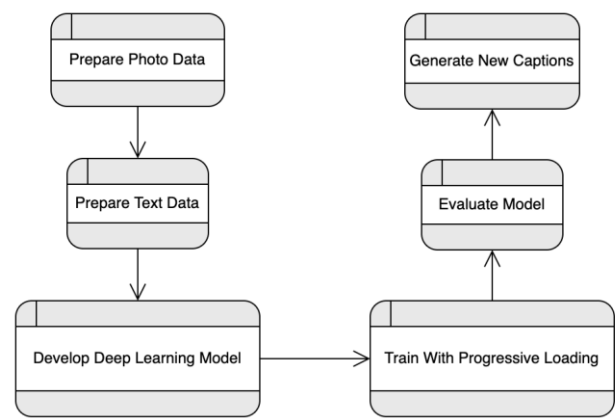 Prepare Photo Data
Prepare Text Data
Develop Deep Learning Model
Train With Progressive Loading
Evaluate Model
Generate New Captions